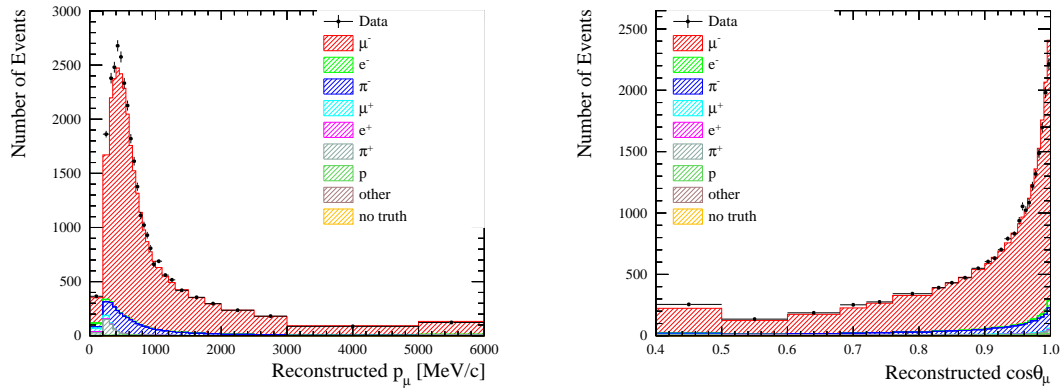 Number of Events
3000
2500
2000
1500
1000
500
0
0 1000 2000 3000 4000 5000 6000
Reconstructed pμ [MeV/c]
Data
μ-
e-
π-
μ+
e+
π+
p
other
no truth
Number of Events
2500
2000
1500
1000
500
0
0.4 0.5 0.6 0.7 0.8 0.9 1.0
Reconstructed cosθμ
Data
μ-
e-
π-
μ+
e+
π+
p
other
no truth